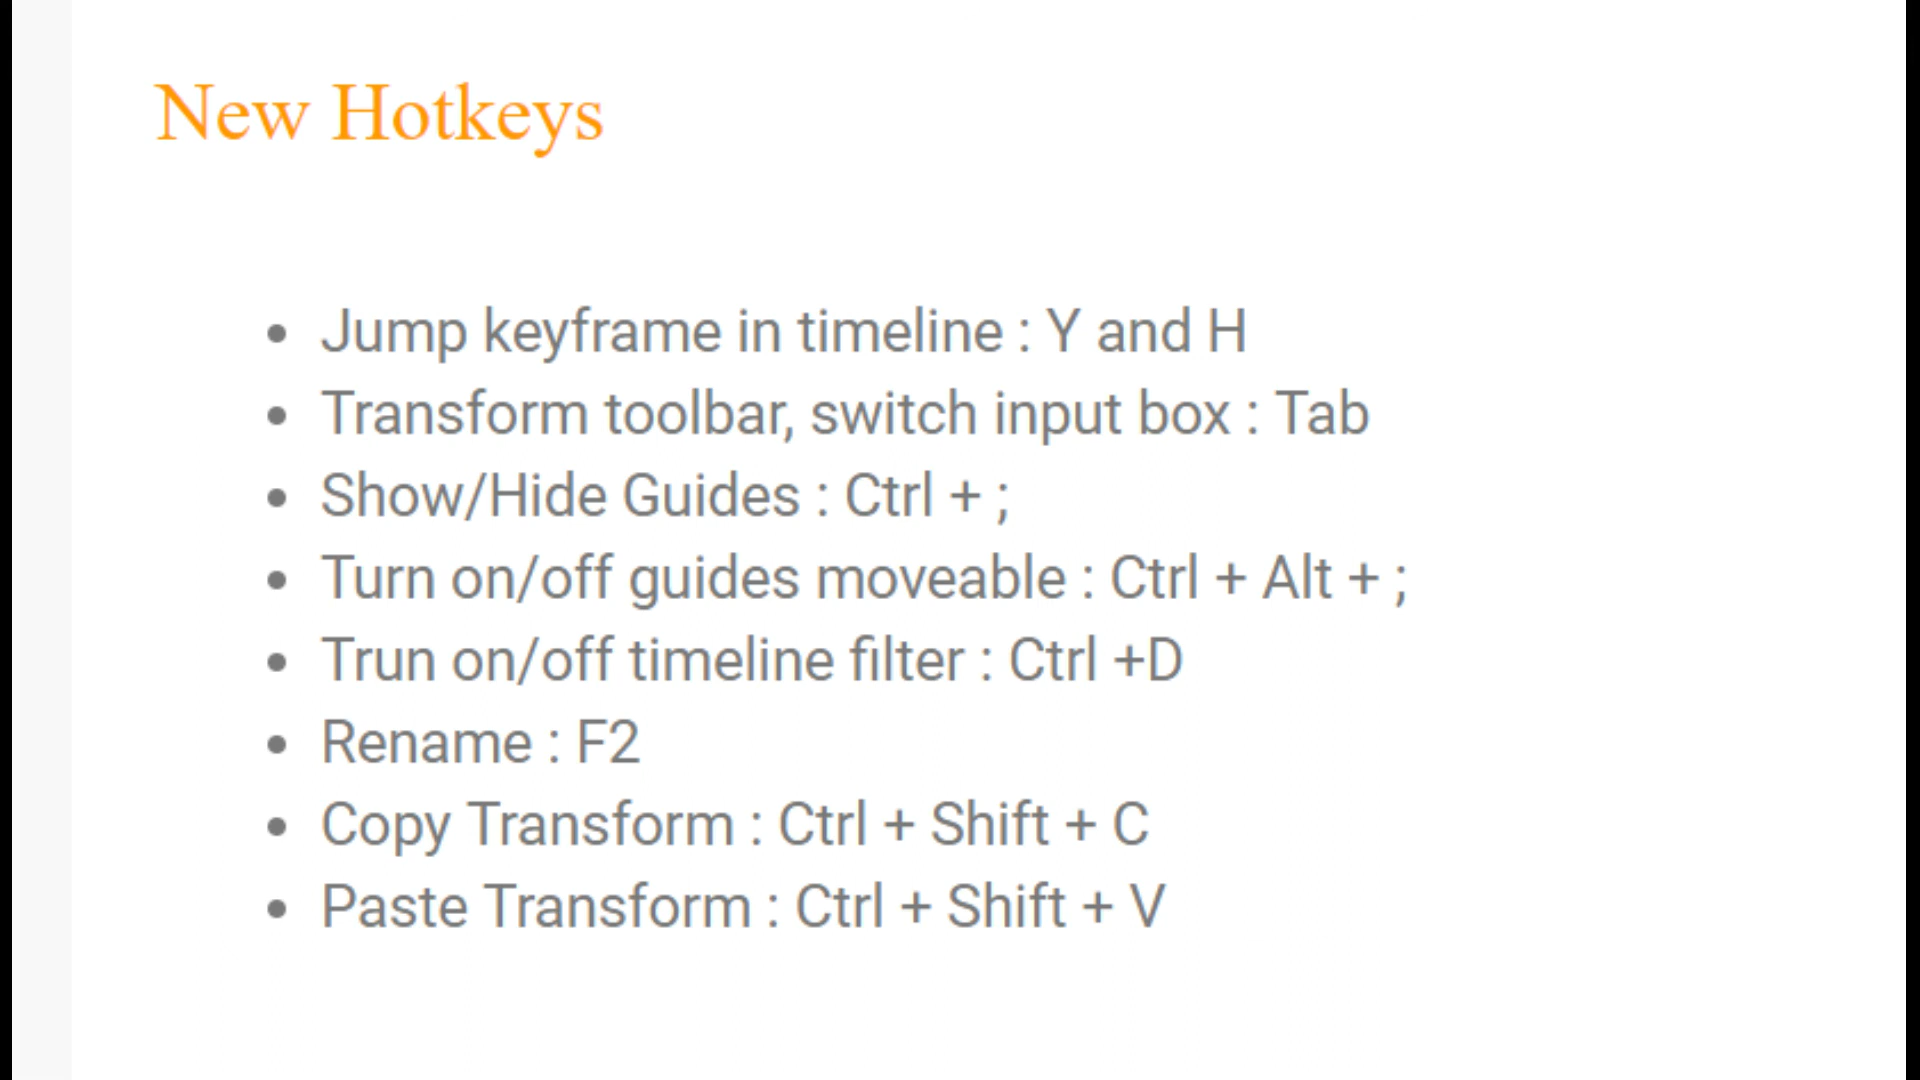 New Hotkeys
• Jump keyframe in timeline : Y and H
• Transform toolbar, switch input box : Tab
• Show/Hide Guides : Ctrl + ;
• Turn on/off guides moveable : Ctrl + Alt + ;
• Trun on/off timeline filter : Ctrl +D
• Rename : F2
• Copy Transform : Ctrl + Shift + C
• Paste Transform : Ctrl + Shift + V